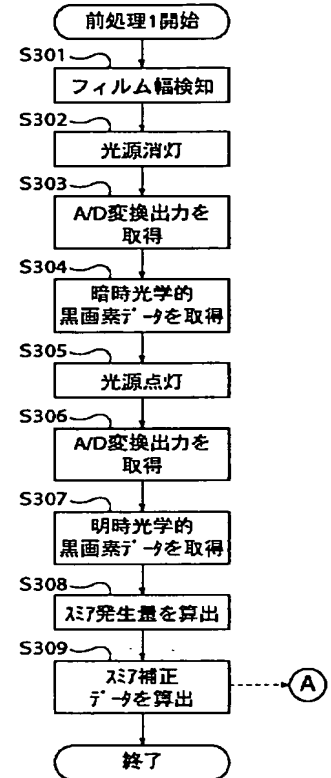 前処理1開始
S301
フィルム幅検知
S302
光源消灯
S303
A/D変換出力を
取得
S304
暗時光学的
黒画素ﾃﾞｰﾀを取得
S305
光源点灯
S306
A/D変換出力を
取得
S307
明時光学的
黒画素ﾃﾞｰﾀを取得
S308
ｽﾐｱ発生量を算出
S309
ｽﾐｱ補正
ﾃﾞｰﾀを算出
A
終了